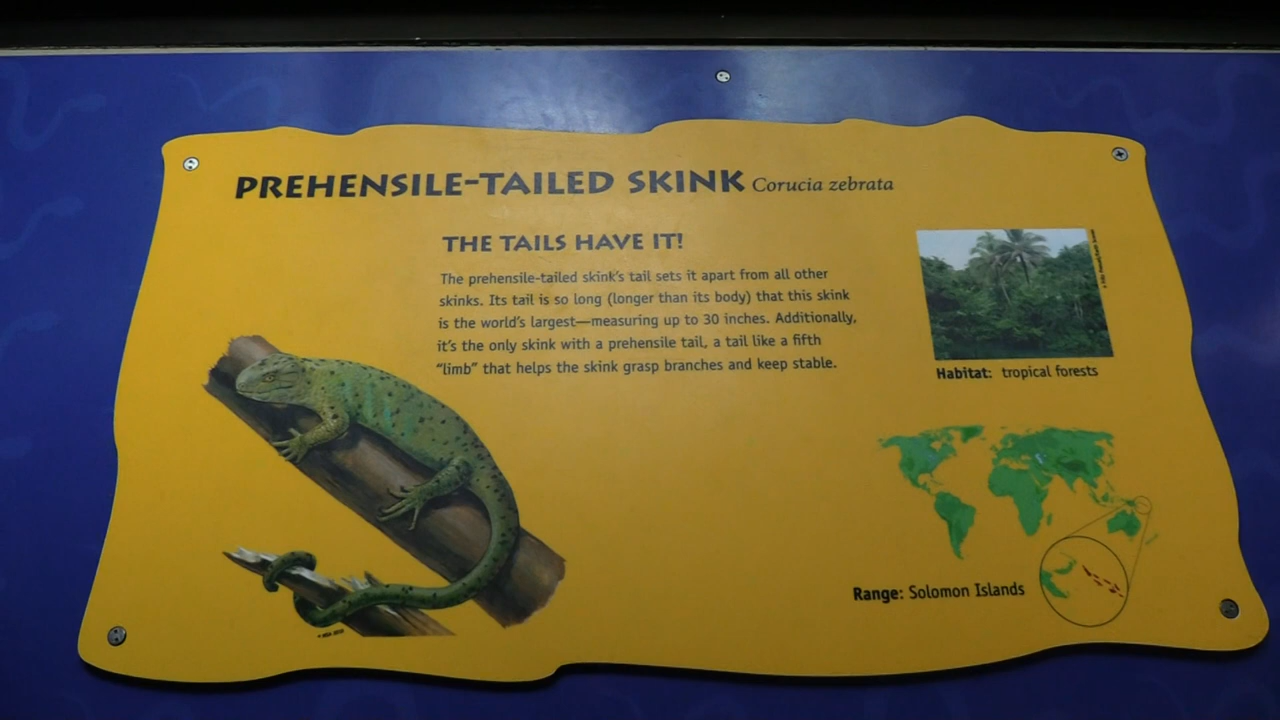 PREHENSILE-TAILED SKINK Corucia zebrata
THE TAILS HAVE IT!
The prehensile-tailed skink's tail sets it apart from all other
skinks. Its tail is so long (longer than its body) that this skink
is the world's largest—measuring up to 30 inches. Additionally,
it's the only skink with a prehensile tail, a tail like a fifth
"limb" that helps the skink grasp branches and keep stable.
Habitat: tropical forests
Range: Solomon Islands